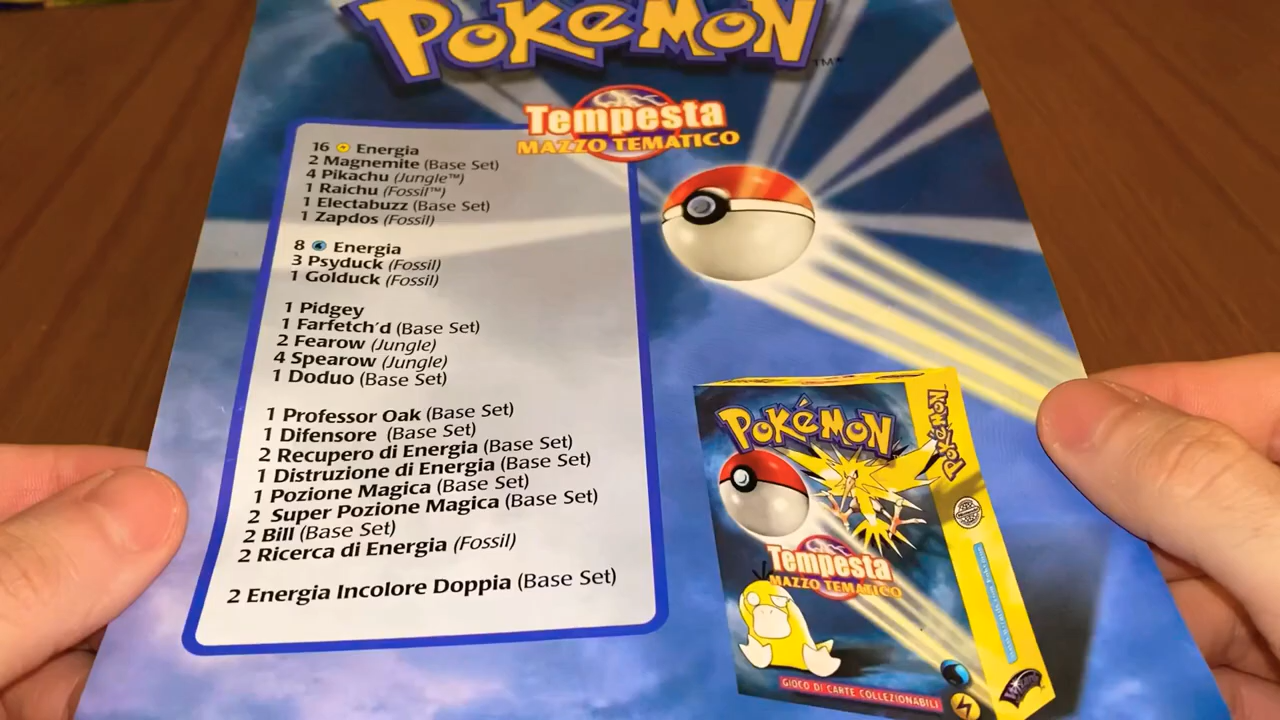 POKéMON
TM
Tempesta
MAZZO TEMATICO
16 Energia
2 Magnemite (Base Set)
4 Pikachu (Jungle™)
1 Raichu (Fossil™)
1 Electabuzz (Base Set)
1 Zapdos (Fossil)
8 Energia
3 Psyduck (Fossil)
1 Golduck (Fossil)
1 Pidgey
1 Farfetch'd (Base Set)
2 Fearow (Jungle)
4 Spearow (Jungle)
1 Doduo (Base Set)
1 Professor Oak (Base Set)
1 Difensore (Base Set)
2 Recupero di Energia (Base Set)
1 Distruzione di Energia (Base Set)
1 Pozione Magica (Base Set)
2 Super Pozione Magica (Base Set)
2 Bill (Base Set)
2 Ricerca di Energia (Fossil)
2 Energia Incolore Doppia (Base Set)
POKéMON
Tempesta
MAZZO TEMATICO
GIOCO DI CARTE COLLEZIONABILI
POKéMON